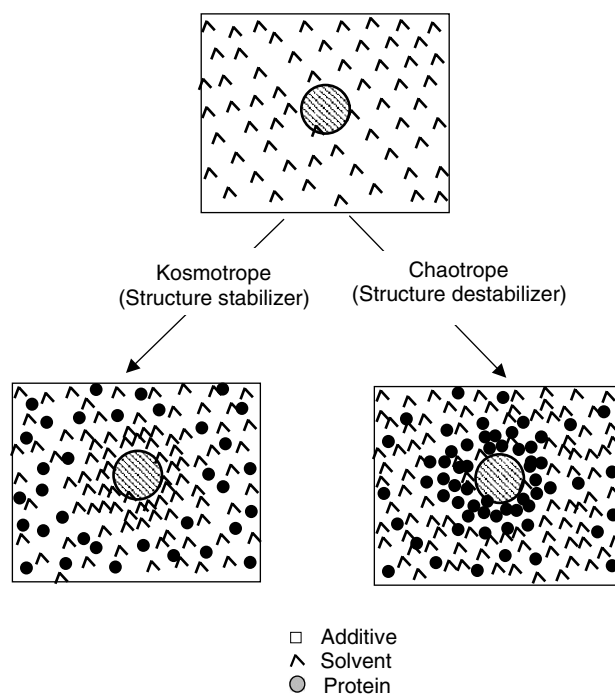 Kosmotrope
(Structure stabilizer)
Chaotrope
(Structure destabilizer)
Additive
Solvent
Protein